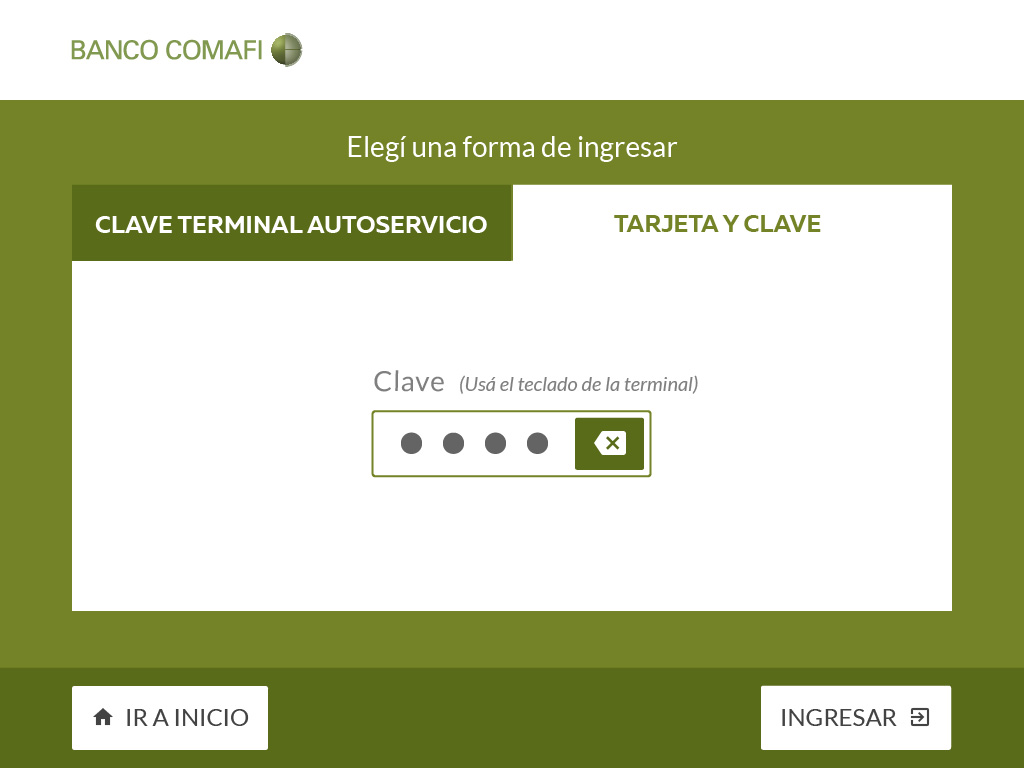 BANCO COMAFI
Elegí una forma de ingresar
CLAVE TERMINAL AUTOSERVICIO
TARJETA Y CLAVE
Clave (Usá el teclado de la terminal)
IR A INICIO
INGRESAR